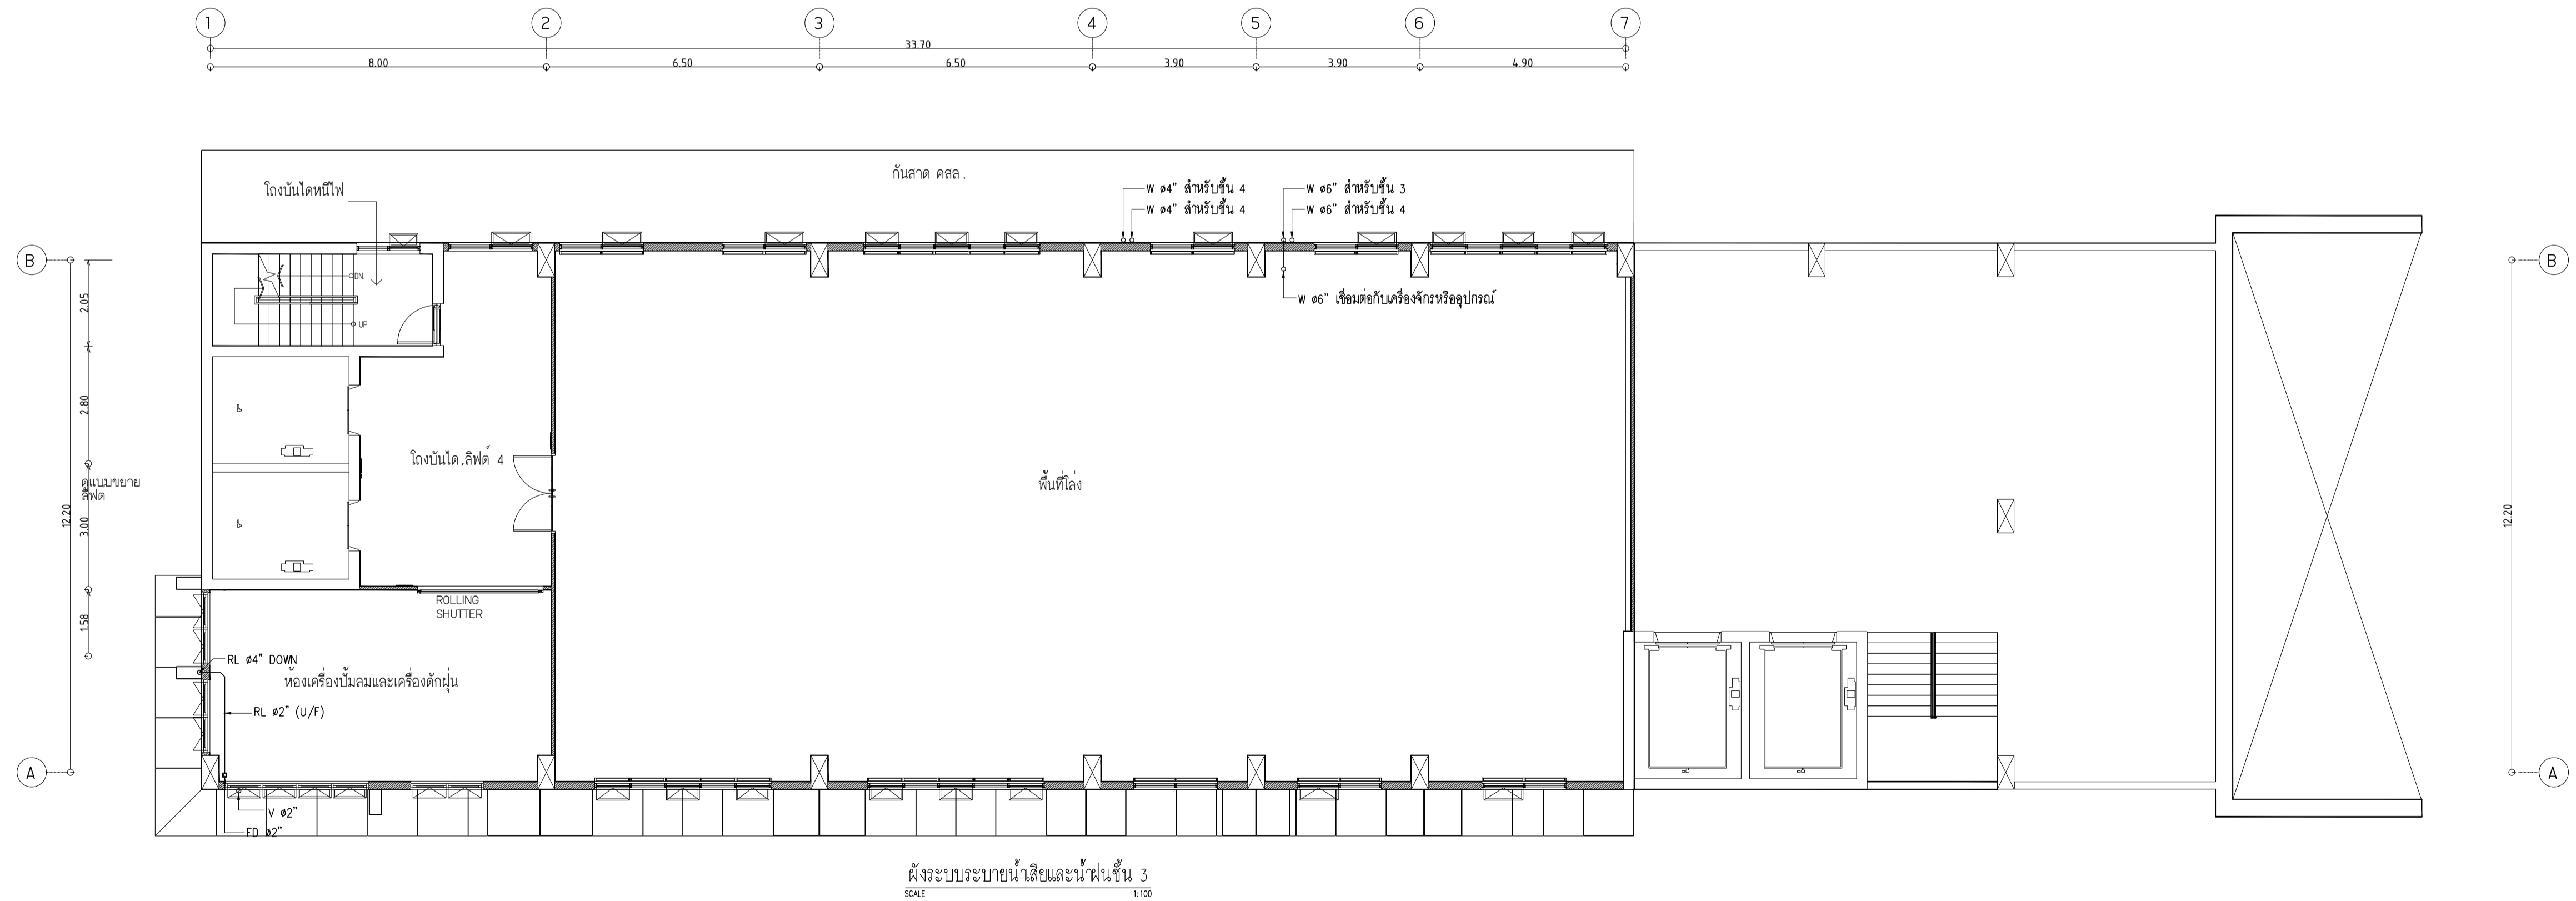 1 2 3 4 5 6 7
33.70
8.00 6.50 6.50 3.90 3.90 4.90
กันสาด คสล.
โถงบันไดหนีไฟ
W ø4" สำหรับชั้น 4
W ø6" สำหรับชั้น 3
W ø4" สำหรับชั้น 4
W ø6" สำหรับชั้น 4
B
B
DN.
2.05
W ø6" เชื่อมต่อกับเครื่องจักรหรืออุปกรณ์
UP
2.80
โถงบันได,ลิฟต์ 4
พื้นที่โล่ง
ดูแบบขยาย
ลิฟต์
12.20
3.00
12.20
ROLLING
SHUTTER
1.58
RL ø4" DOWN
ห้องเครื่องปั๊มลมและเครื่องดักฝุ่น
RL ø2" (U/F)
A
A
V ø2"
FD ø2"
ผังระบบระบายน้ำเสียและน้ำฝนชั้น 3
SCALE 1:100